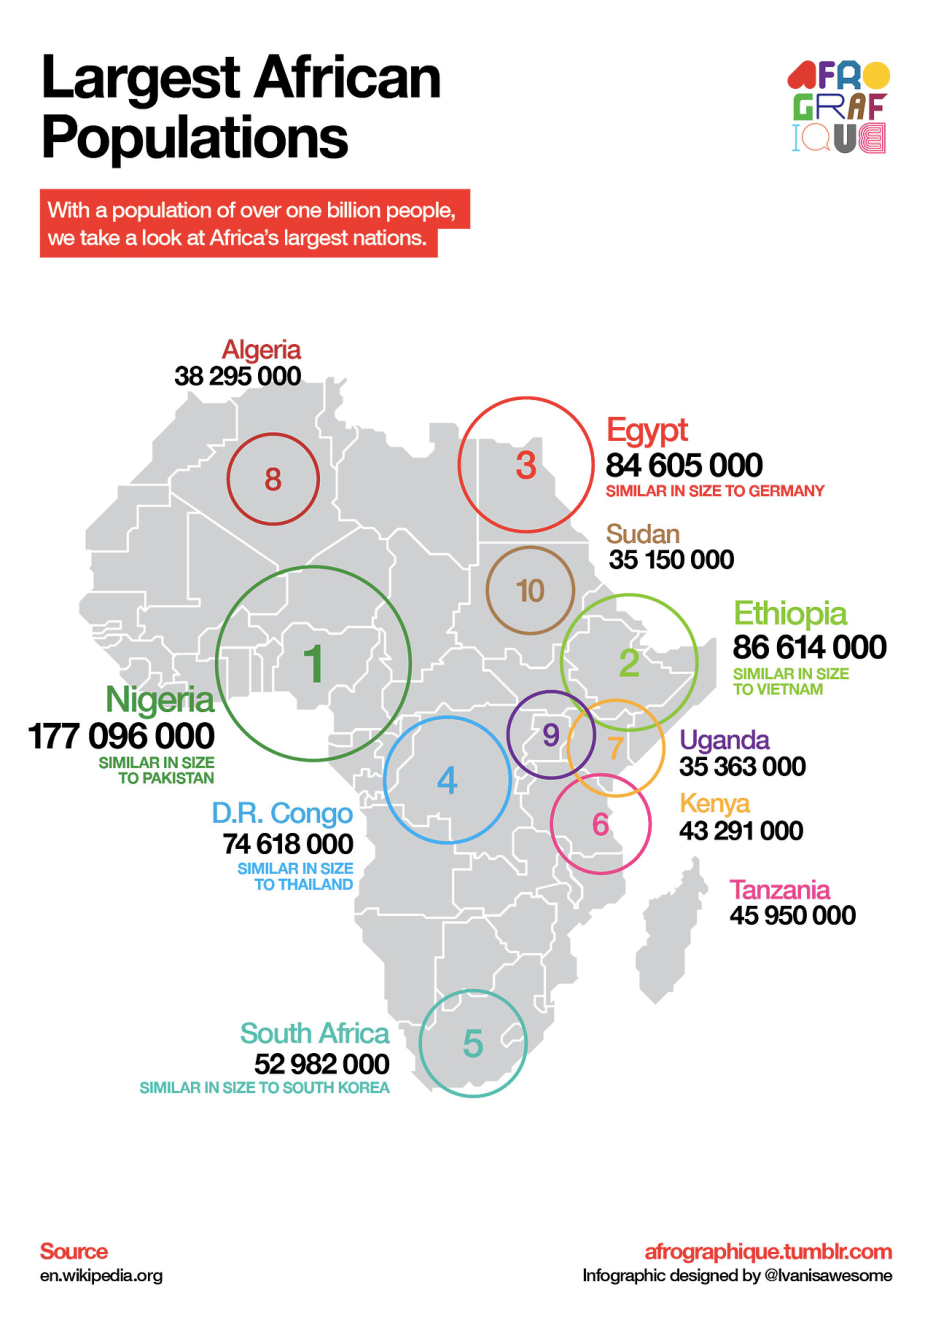 Largest African
Populations
AFRO
GRAF
IQUE
With a population of over one billion people,
we take a look at Africa's largest nations.
Algeria
38 295 000
8
3
Egypt
84 605 000
SIMILAR IN SIZE TO GERMANY
10
Sudan
35 150 000
1
Nigeria
177 096 000
SIMILAR IN SIZE
TO PAKISTAN
2
Ethiopia
86 614 000
SIMILAR IN SIZE
TO VIETNAM
9
Uganda
35 363 000
7
Kenya
43 291 000
4
D.R. Congo
74 618 000
SIMILAR IN SIZE
TO THAILAND
6
Tanzania
45 950 000
5
South Africa
52 982 000
SIMILAR IN SIZE TO SOUTH KOREA
Source
en.wikipedia.org
afrographique.tumblr.com
Infographic designed by @Ivanisawesome